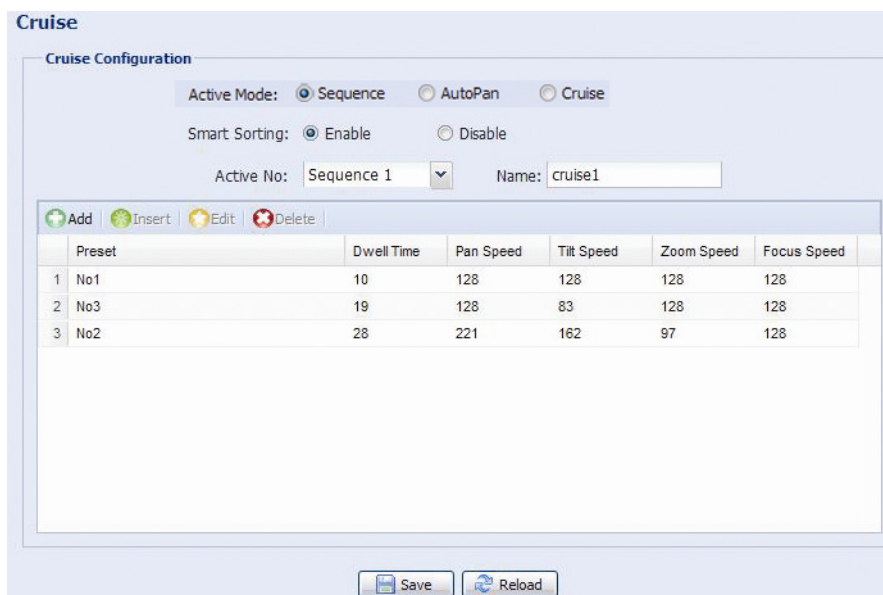 Cruise
Cruise Configuration
Active Mode: Sequence AutoPan Cruise
Smart Sorting: Enable Disable
Active No: Sequence 1 Name: cruise1
Add Insert Edit Delete
Preset Dwell Time Pan Speed Tilt Speed Zoom Speed Focus Speed
1 No1 10 128 128 128 128
2 No3 19 128 83 128 128
3 No2 28 221 162 97 128
Save Reload